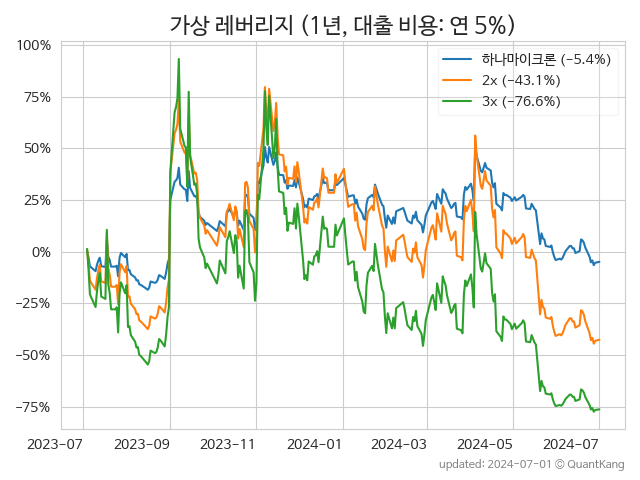 가상 레버리지 (1년, 대출 비용: 연 5%)
100%
75%
50%
25%
0%
−25%
−50%
−75%
하나마이크론 (−5.4%)
2x (−43.1%)
3x (−76.6%)
2023-07 2023-09 2023-11 2024-01 2024-03 2024-05 2024-07
updated: 2024-07-01 © QuantKang